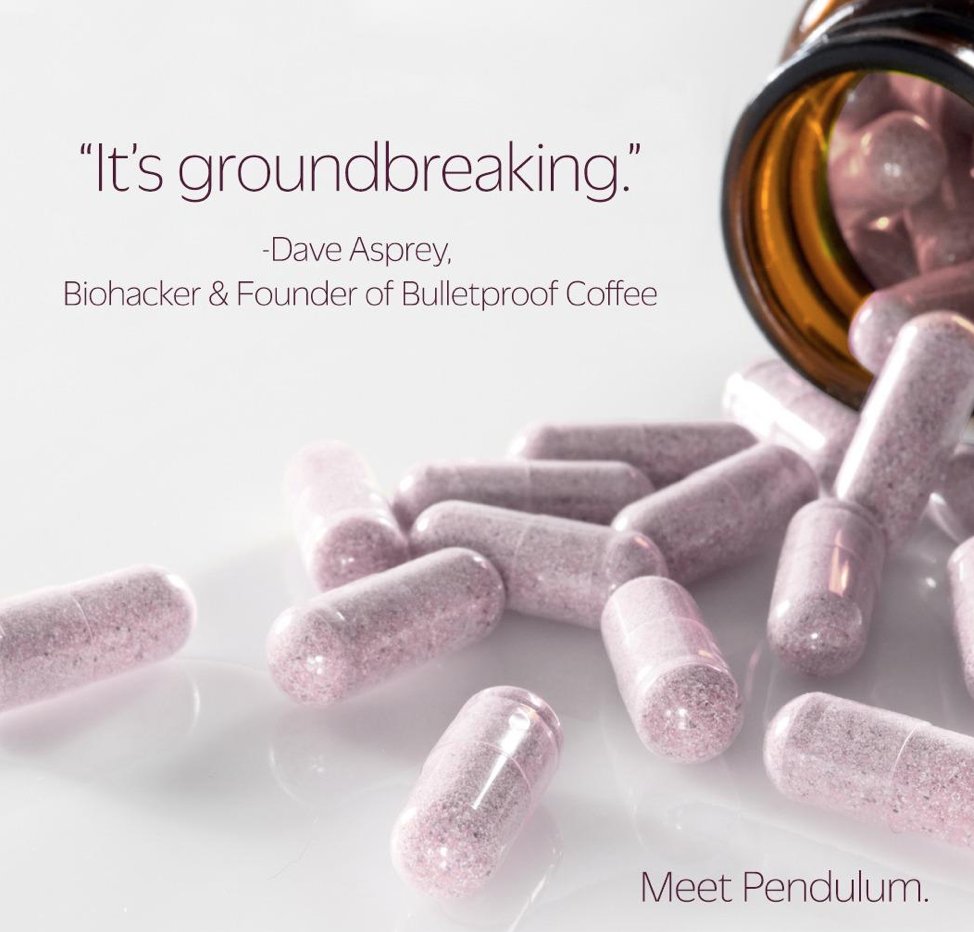 “It’s groundbreaking.”
-Dave Asprey,
Biohacker & Founder of Bulletproof Coffee
Meet Pendulum.